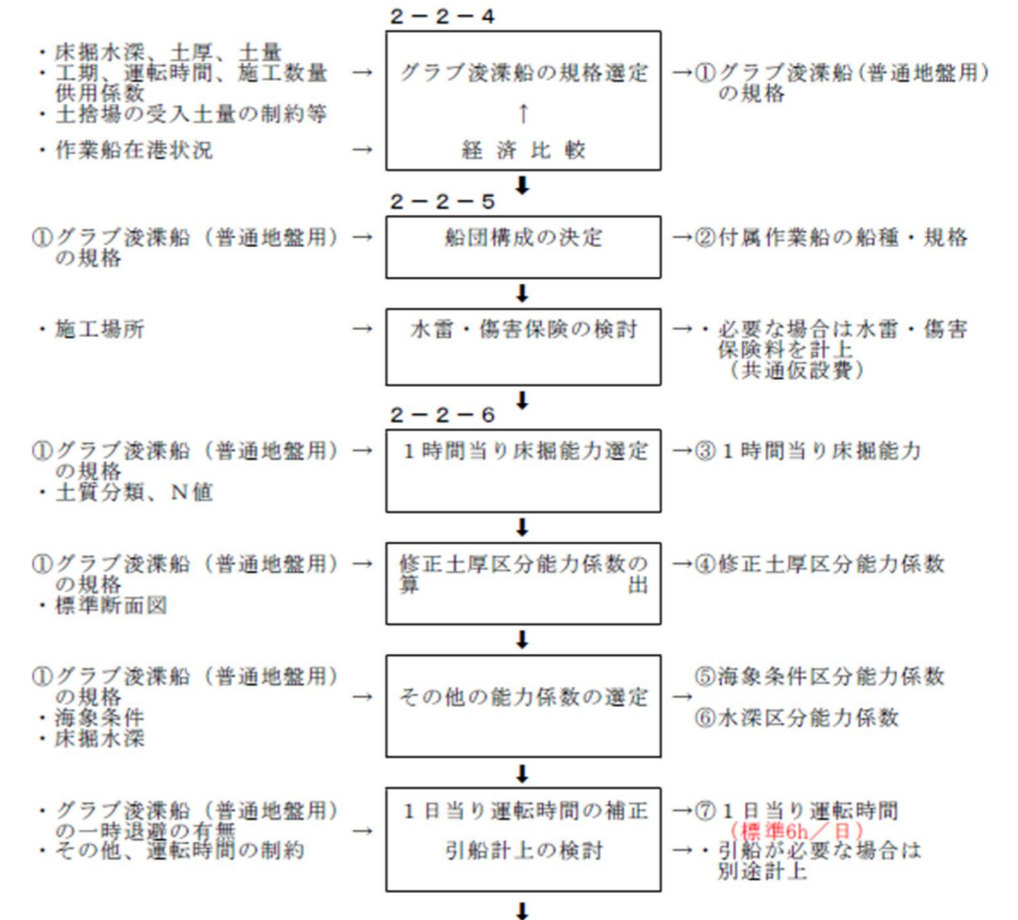 2－2－4
・床掘水深、土厚、土量
・工期、運転時間、施工数量
供用係数
・土捨場の受入土量の制約等
・作業船在港状況
→
→
グラブ浚渫船の規格選定
↑
経済比較
→①グラブ浚渫船(普通地盤用)
の規格
⬇
2－2－5
①グラブ浚渫船（普通地盤用）→
の規格
船団構成の決定
→②付属作業船の船種・規格
⬇
・施工場所
→
水雷・傷害保険の検討
→・必要な場合は水雷・傷害
保険料を計上
（共通仮設費）
⬇
2－2－6
①グラブ浚渫船（普通地盤用）→
の規格
・土質分類、N値
1時間当り床掘能力選定
→③1時間当り床掘能力
⬇
①グラブ浚渫船（普通地盤用）→
の規格
・標準断面図
修正土厚区分能力係数の
算出
→④修正土厚区分能力係数
⬇
①グラブ浚渫船（普通地盤用）
の規格
・海象条件
・床掘水深
→
その他の能力係数の選定
→
⑤海象条件区分能力係数
⑥水深区分能力係数
⬇
・グラブ浚渫船（普通地盤用）
の一時退避の有無
・その他、運転時間の制約
→
1日当り運転時間の補正
引船計上の検討
→⑦1日当り運転時間
（標準6h／日）
→・引船が必要な場合は
別途計上
⬇